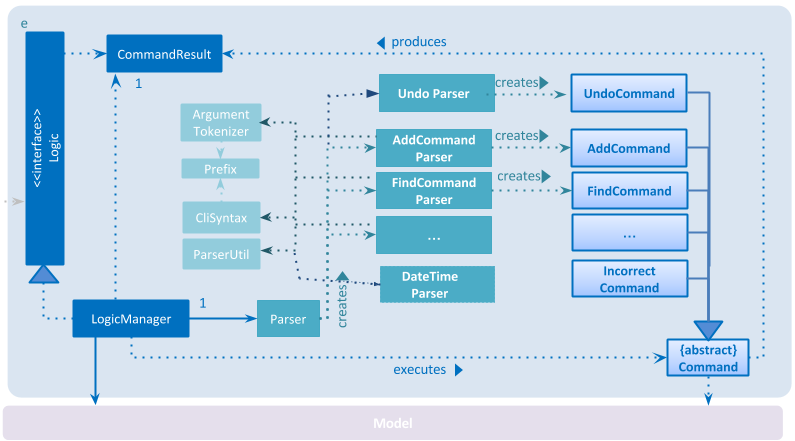 e
<<interface>>
Logic
CommandResult
1
produces
Argument
Tokenizer
Prefix
CliSyntax
ParserUtil
Undo Parser
creates
UndoCommand
AddCommand
Parser
creates
AddCommand
FindCommand
Parser
creates
FindCommand
...
...
DateTime
Parser
Incorrect
Command
creates
LogicManager
1
Parser
executes
{abstract}
Command
Model